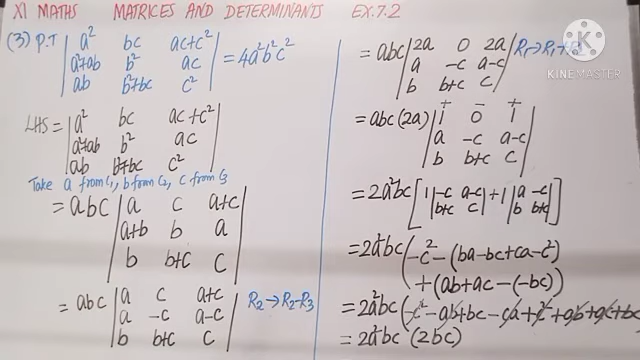 XI MATHS MATRICES AND DETERMINANTS EX.7.2
(3) P.T | a² bc ac+c² |
| a²+ab b² ac | = 4a²b²c²
| ab b²+bc c² |
LHS = | a² bc ac+c² |
| a²+ab b² ac |
| ab b²+bc c² |
Take a from C₁, b from C₂, C from C₃
= abc | a c a+c |
| a+b b a |
| b b+c c |
= abc | a c a+c |
| a -c a-c | R₂→R₂-R₃
| b b+c c |
= abc | 2a 0 2a | R₁→R₁+
| a -c a-c |
| b b+c c |
+ - +
= abc (2a) | 1 0 1 |
| a -c a-c |
| b b+c c |
= 2a²bc [ 1 | -c a-c | + 1 | a -c | ]
| b+c c | | b b+c |
= 2a²bc ( -c² - (ba-bc+ca-c²)
+ (ab+ac-(-bc))
= 2a²bc (-c²-ab+bc-ca+c²+ab+ac+bc
= 2a²bc (2bc)
KINEMASTER